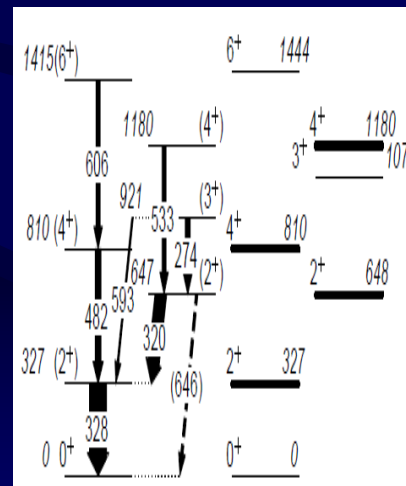 1415(6+) 6+ 1444
1180 (4+) 4+ 1180
3+ 107
606
921 (3+)
810 (4+) 533 4+ 810
274
647 (2+) 2+ 648
593
482
320
327 (2+) 2+ 327
(646)
328
0 0+ 0+ 0